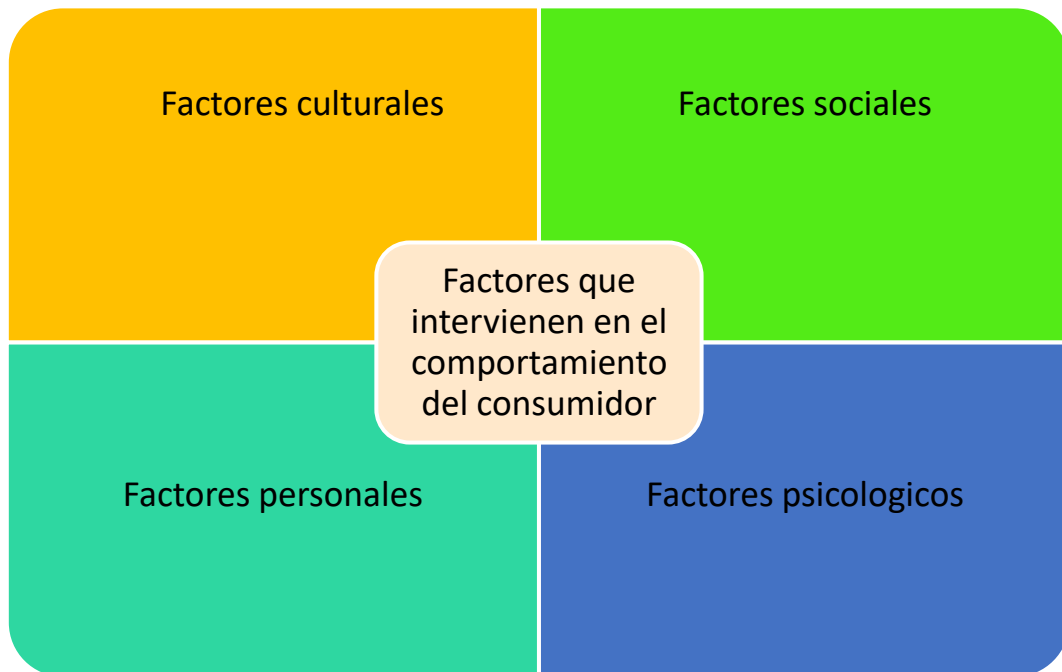 Factores culturales
Factores sociales
Factores que
intervienen en el
comportamiento
del consumidor
Factores personales
Factores psicologicos